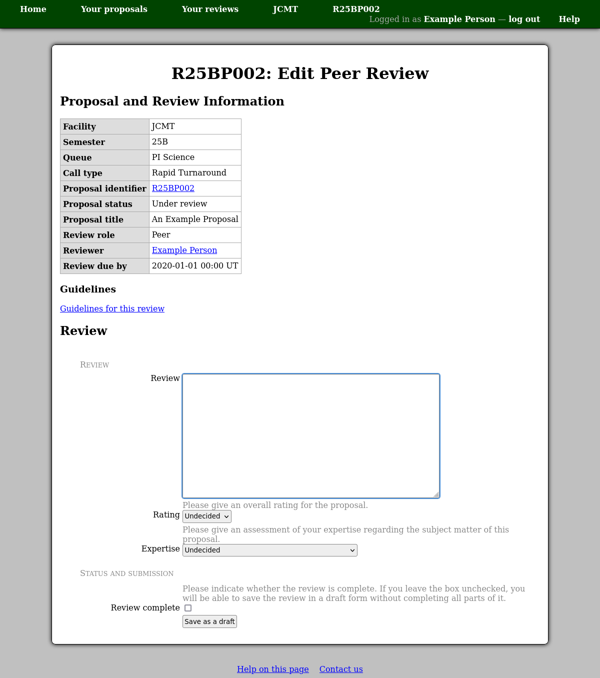 Home Your proposals Your reviews JCMT R25BP002
Logged in as Example Person — log out Help
R25BP002: Edit Peer Review
Proposal and Review Information
Facility JCMT
Semester 25B
Queue PI Science
Call type Rapid Turnaround
Proposal identifier R25BP002
Proposal status Under review
Proposal title An Example Proposal
Review role Peer
Reviewer Example Person
Review due by 2020-01-01 00:00 UT
Guidelines
Guidelines for this review
Review
Review
Review
Please give an overall rating for the proposal.
Rating Undecided
Please give an assessment of your expertise regarding the subject matter of this
proposal.
Expertise Undecided
Status and submission
Please indicate whether the review is complete. If you leave the box unchecked, you
will be able to save the review in a draft form without completing all parts of it.
Review complete
Save as a draft
Help on this page Contact us